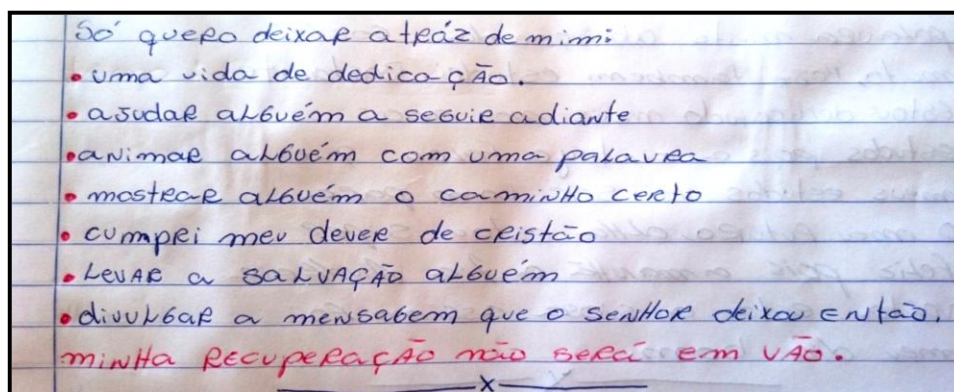 Só quero deixar atráz de mim:
• uma vida de dedica-ção.
• ajudar alguém a seguir adiante
• animar alguém com uma palavra
• mostrar alguém o caminho certo
• cumpri meu dever de cristão
• Levar a salvação alguém
• divulgar a mensagem que o senhor deixou então,
minha recuperação não será em vão.
x